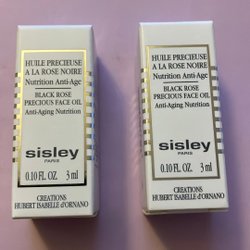 HUILE PRECIEUSE
A LA ROSE NOIRE
Nutrition Anti-Age
BLACK ROSE
PRECIOUS FACE OIL
Anti-Aging Nutrition
sisley
PARIS
0.10 FL. OZ. 3 ml
CREATIONS
HUBERT ISABELLE d'ORNANO
HUILE PRECIEUSE
A LA ROSE NOIRE
Nutrition Anti-Age
BLACK ROSE
PRECIOUS FACE OIL
Anti-Aging Nutrition
sisley
PARIS
0.10 FL. OZ. 3 ml
CREATIONS
HUBERT ISABELLE d'ORNANO